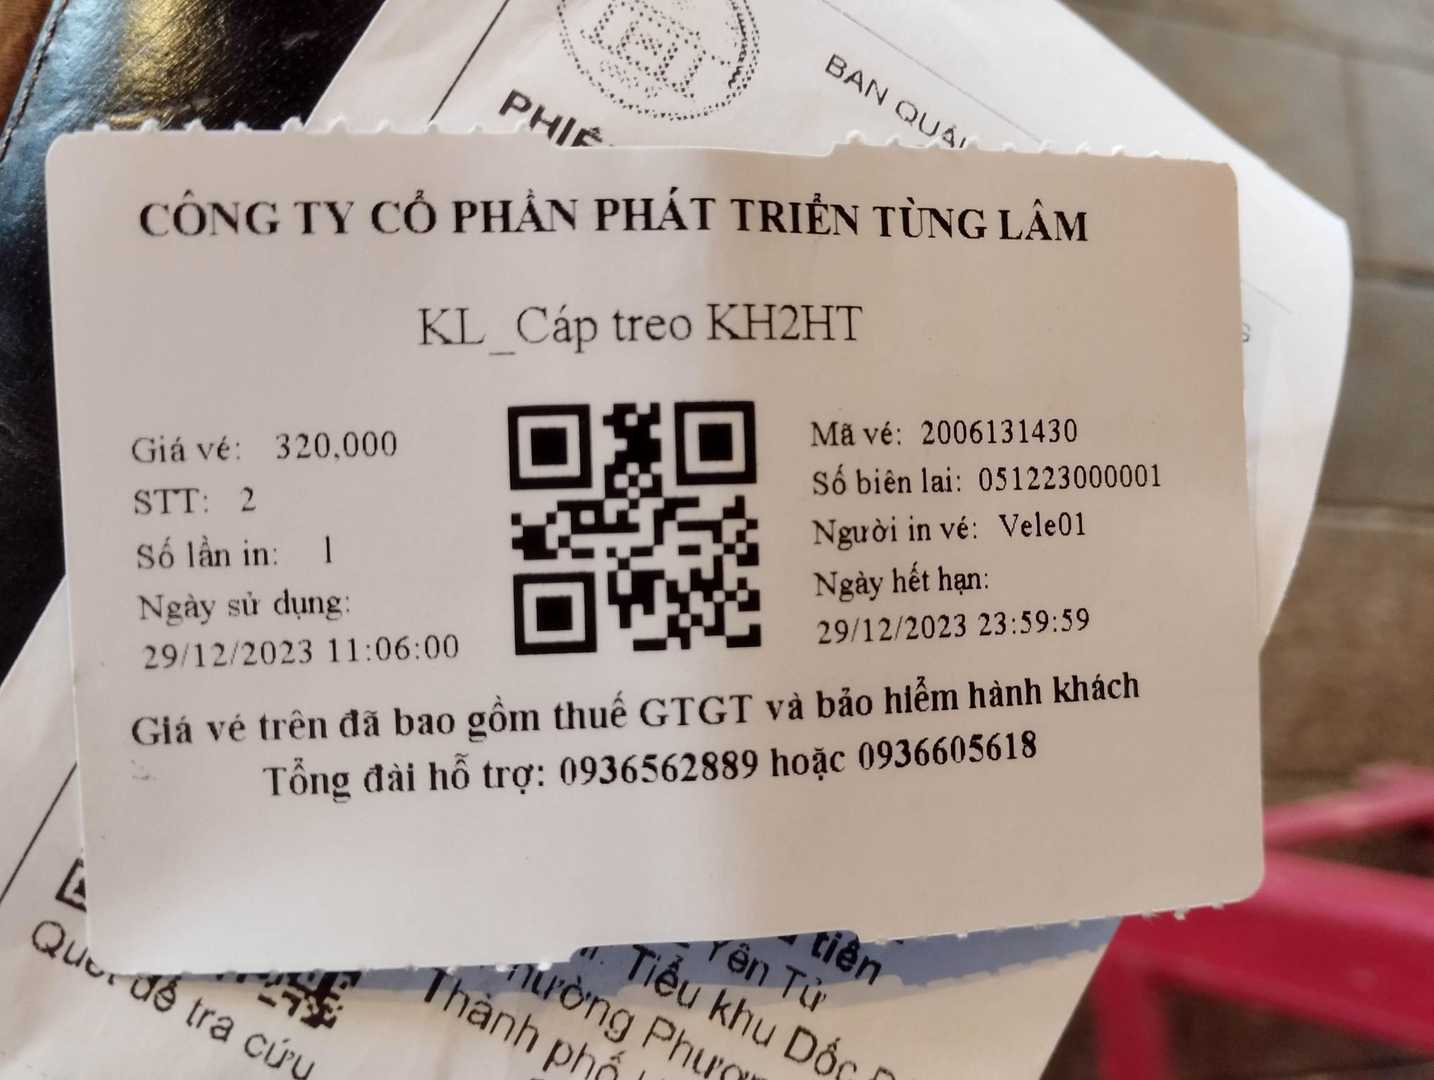 PHIẾ
BAN QUẢ
CÔNG TY CỔ PHẦN PHÁT TRIỂN TÙNG LÂM
KL_Cáp treo KH2HT
Giá vé: 320,000
STT: 2
Số lần in: 1
Ngày sử dụng:
29/12/2023 11:06:00
Mã vé: 2006131430
Số biên lai: 051223000001
Người in vé: Vele01
Ngày hết hạn:
29/12/2023 23:59:59
Giá vé trên đã bao gồm thuế GTGT và bảo hiểm hành khách
Tổng đài hỗ trợ: 0936562889 hoặc 0936605618
tiên
Yên Tử
Tiểu khu Dốc
Phươn
Thành phố
Quét để tra cứu